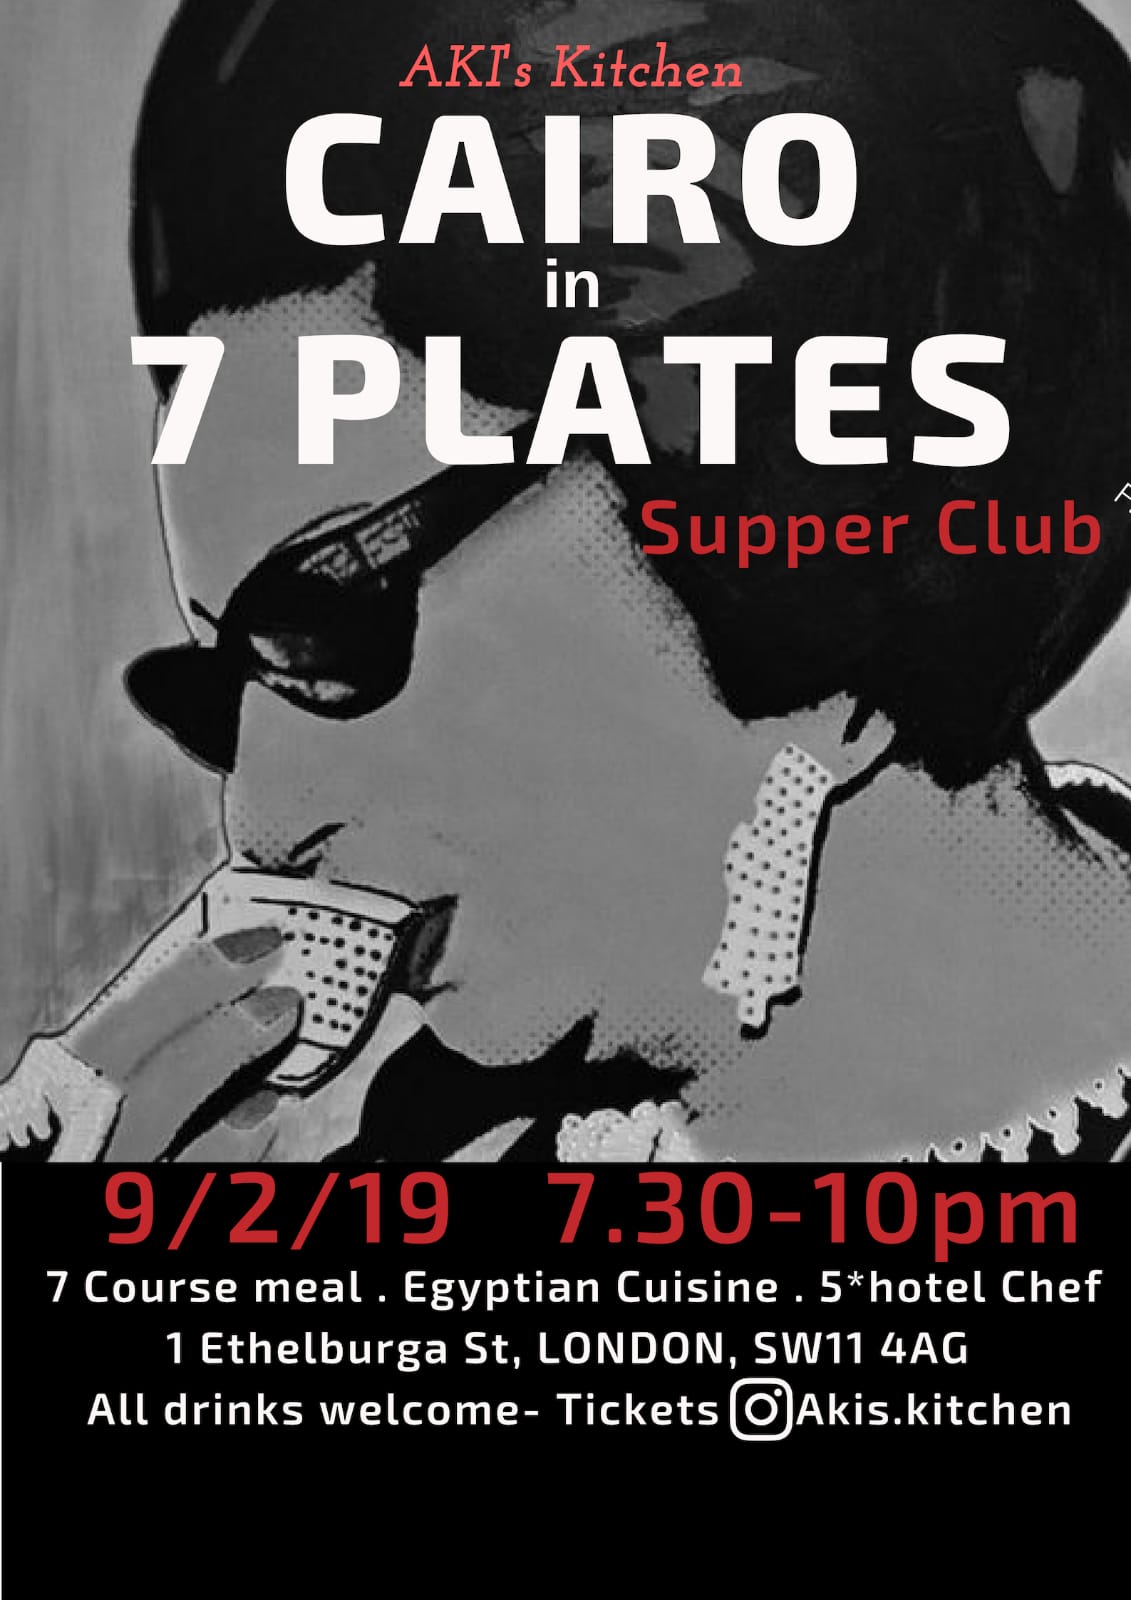 AKI's Kitchen
CAIRO
in
7 PLATES
Supper Club
9/2/19 7.30-10pm
7 Course meal . Egyptian Cuisine . 5*hotel Chef
1 Ethelburga St, LONDON, SW11 4AG
All drinks welcome- Tickets Akis.kitchen